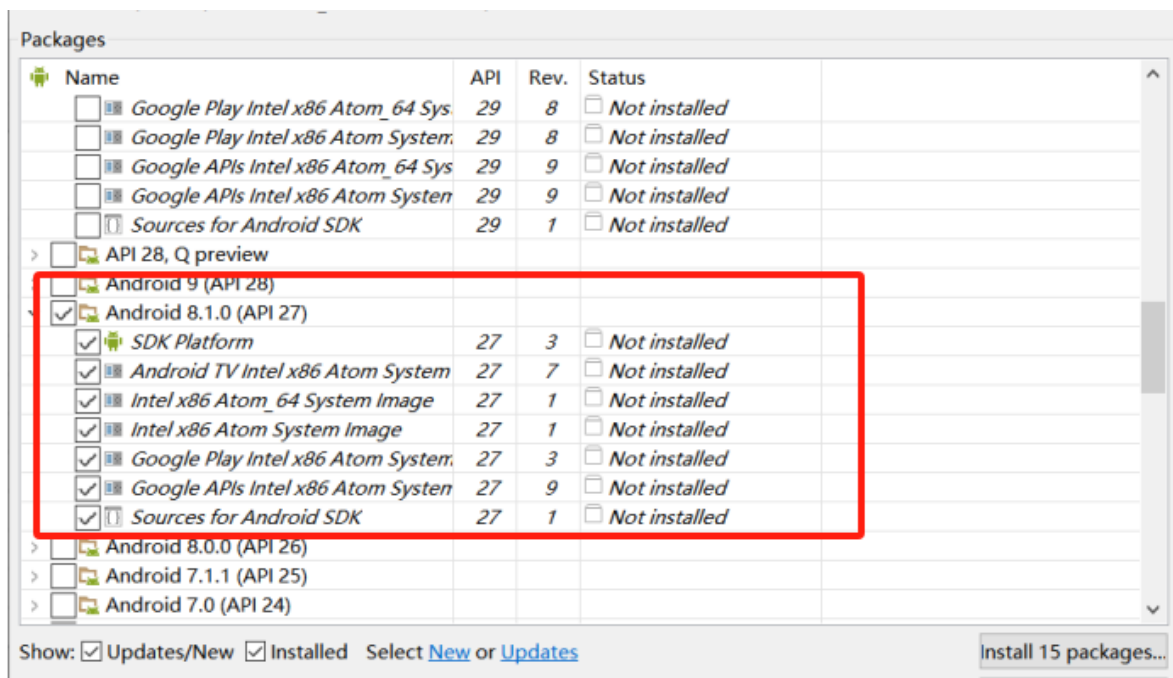 Packages
Name API Rev. Status
Google Play Intel x86 Atom_64 Sys 29 8 Not installed
Google Play Intel x86 Atom System 29 8 Not installed
Google APIs Intel x86 Atom_64 Sys 29 9 Not installed
Google APIs Intel x86 Atom System 29 9 Not installed
Sources for Android SDK 29 1 Not installed
API 28, Q preview
Android 9 (API 28)
Android 8.1.0 (API 27)
SDK Platform 27 3 Not installed
Android TV Intel x86 Atom System 27 7 Not installed
Intel x86 Atom_64 System Image 27 1 Not installed
Intel x86 Atom System Image 27 1 Not installed
Google Play Intel x86 Atom System 27 3 Not installed
Google APIs Intel x86 Atom System 27 9 Not installed
Sources for Android SDK 27 1 Not installed
Android 8.0.0 (API 26)
Android 7.1.1 (API 25)
Android 7.0 (API 24)
Show: Updates/New Installed Select New or Updates Install 15 packages...